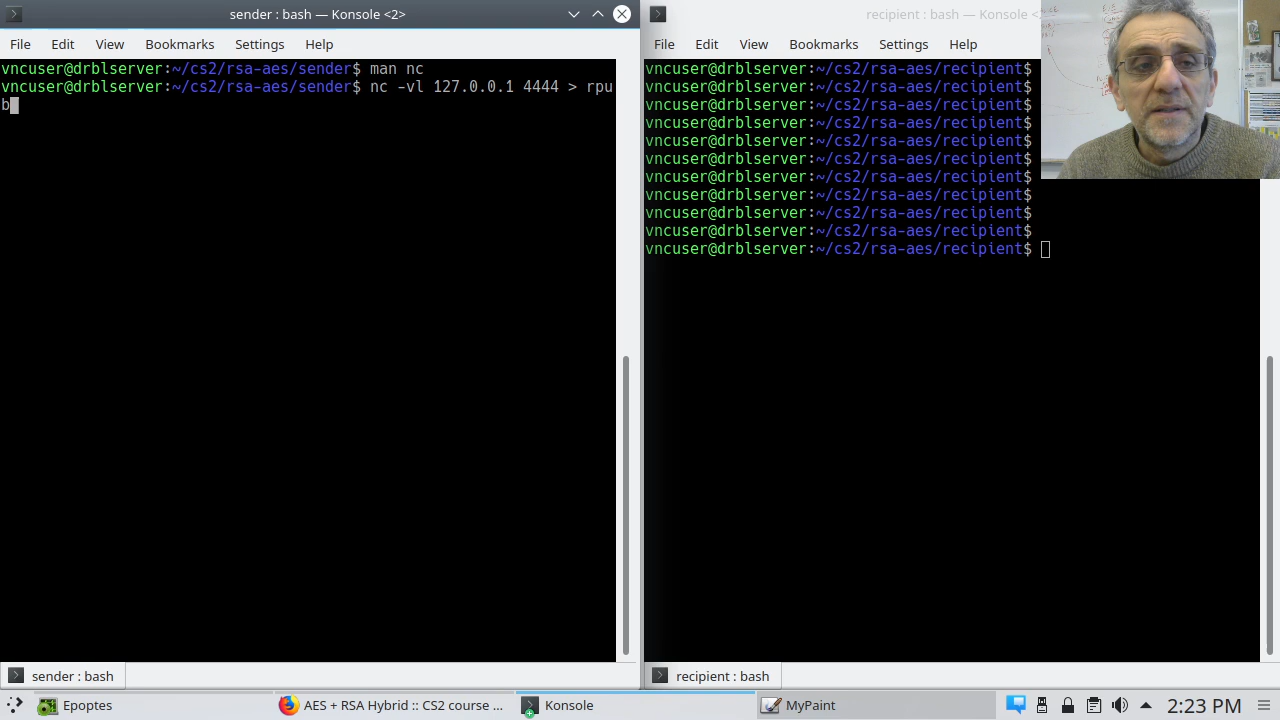 sender : bash — Konsole <2>
File Edit View Bookmarks Settings Help
vncuser@drblserver:~/cs2/rsa-aes/sender$ man nc
vncuser@drblserver:~/cs2/rsa-aes/sender$ nc -vl 127.0.0.1 4444 > rpu
b
sender : bash
recipient : bash — Konsole <
File Edit View Bookmarks Settings Help
vncuser@drblserver:~/cs2/rsa-aes/recipient$
vncuser@drblserver:~/cs2/rsa-aes/recipient$
vncuser@drblserver:~/cs2/rsa-aes/recipient$
vncuser@drblserver:~/cs2/rsa-aes/recipient$
vncuser@drblserver:~/cs2/rsa-aes/recipient$
vncuser@drblserver:~/cs2/rsa-aes/recipient$
vncuser@drblserver:~/cs2/rsa-aes/recipient$
vncuser@drblserver:~/cs2/rsa-aes/recipient$
vncuser@drblserver:~/cs2/rsa-aes/recipient$
vncuser@drblserver:~/cs2/rsa-aes/recipient$
vncuser@drblserver:~/cs2/rsa-aes/recipient$
recipient : bash
Epoptes AES + RSA Hybrid :: CS2 course ... Konsole MyPaint 2:23 PM